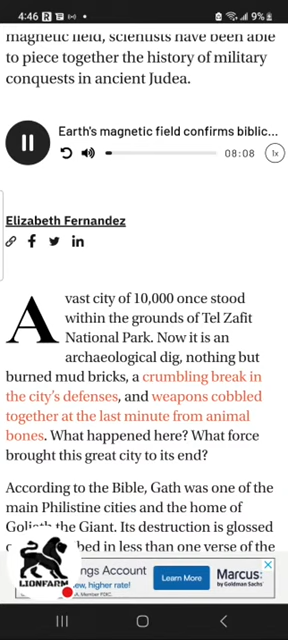 4:46
9%
magnetic field, scientists have been able
to piece together the history of military
conquests in ancient Judea.
Earth's magnetic field confirms biblic...
08:08
1x
Elizabeth Fernandez
A vast city of 10,000 once stood
within the grounds of Tel Zafit
National Park. Now it is an
archaeological dig, nothing but
burned mud bricks, a crumbling break in
the city's defenses, and weapons cobbled
together at the last minute from animal
bones. What happened here? What force
brought this great city to its end?
According to the Bible, Gath was one of the
main Philistine cities and the home of
Goliath the Giant. Its destruction is glossed
bed in less than one verse of the
LIONFARM
ngs Account
ew, higher rate!
Learn More
Marcus:
by Goldman Sachs